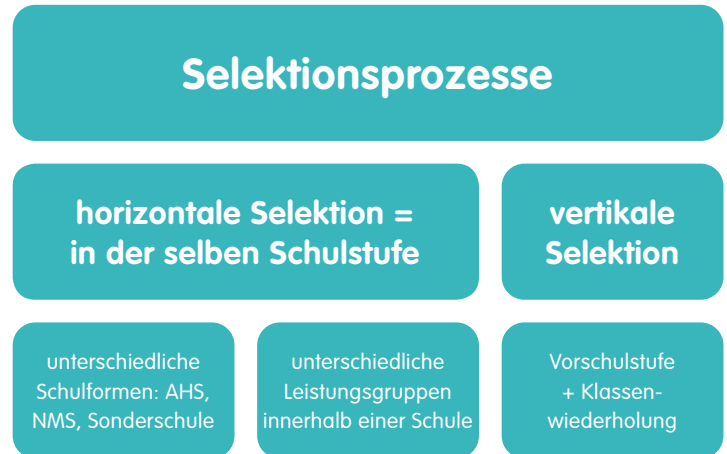 Selektionsprozesse
horizontale Selektion =
in der selben Schulstufe
vertikale
Selektion
unterschiedliche
Schulformen: AHS,
NMS, Sonderschule
unterschiedliche
Leistungsgruppen
innerhalb einer Schule
Vorschulstufe
+ Klassen-
wiederholung